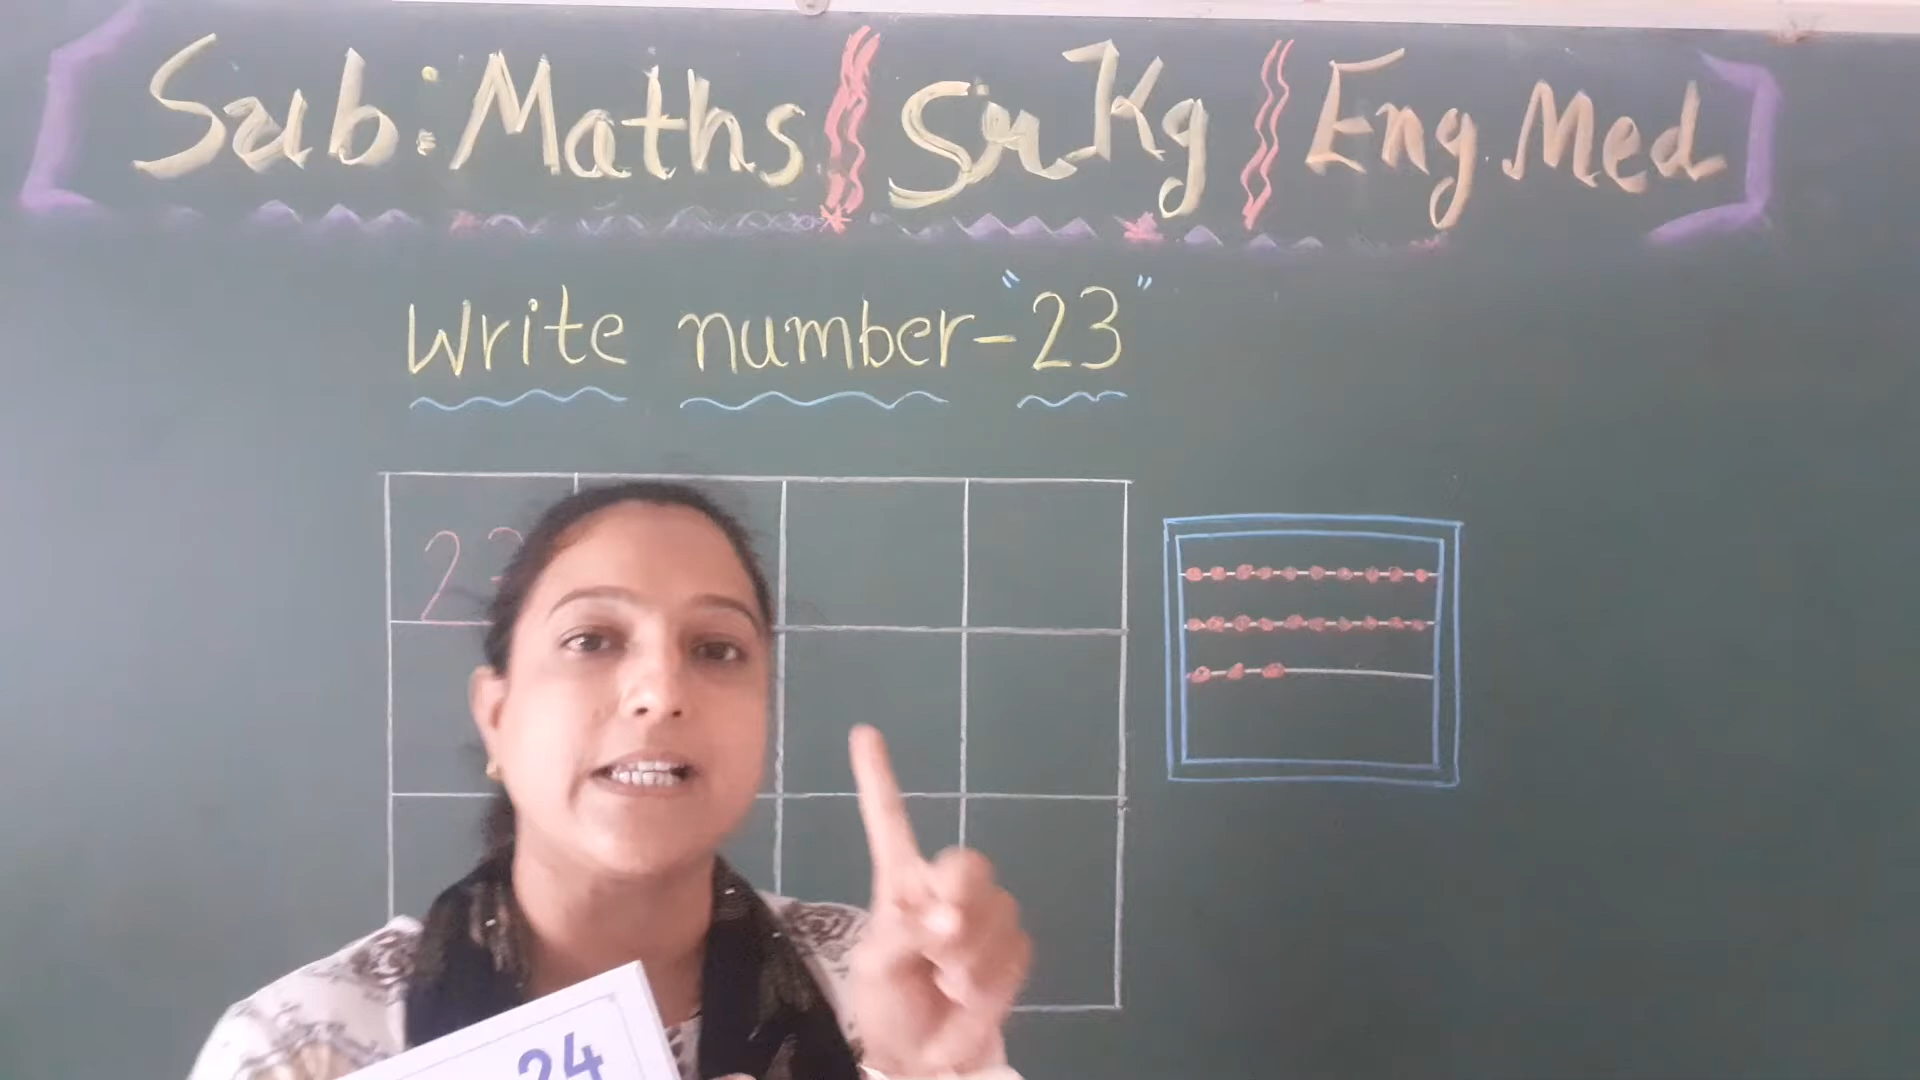 Sub: Maths Sr Kg Eng. Med
Write number - "23"
23
24